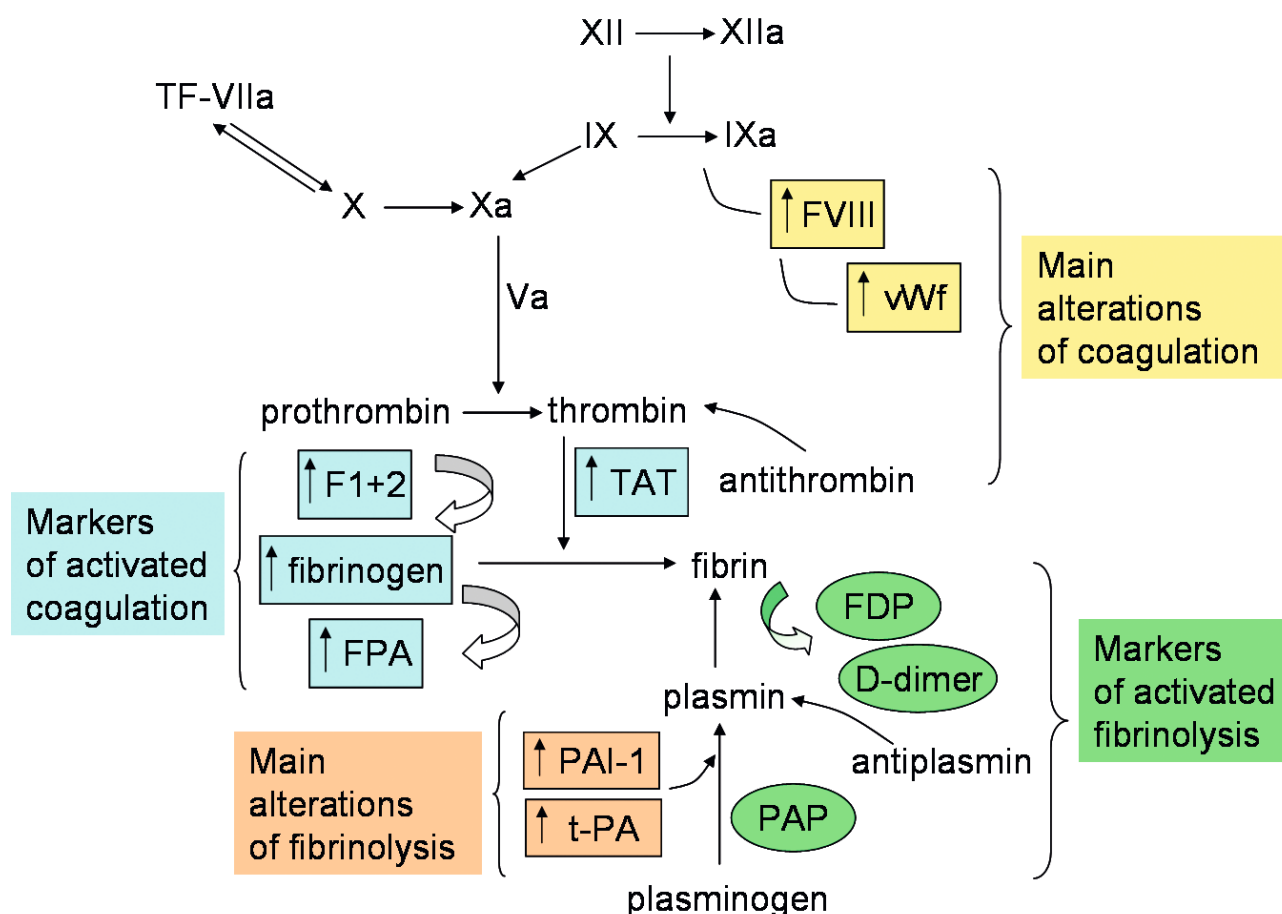 XII
XIIa
TF-VIIa
IX
IXa
X
Xa
↑ FVIII
↑ vWf
Main
alterations
of coagulation
Va
prothrombin
thrombin
antithrombin
↑ F1+2
↑ TAT
Markers
of activated
coagulation
↑ fibrinogen
fibrin
↑ FPA
FDP
D-dimer
Markers
of activated
fibrinolysis
plasmin
antiplasmin
Main
alterations
of fibrinolysis
↑ PAI-1
↑ t-PA
PAP
plasminogen